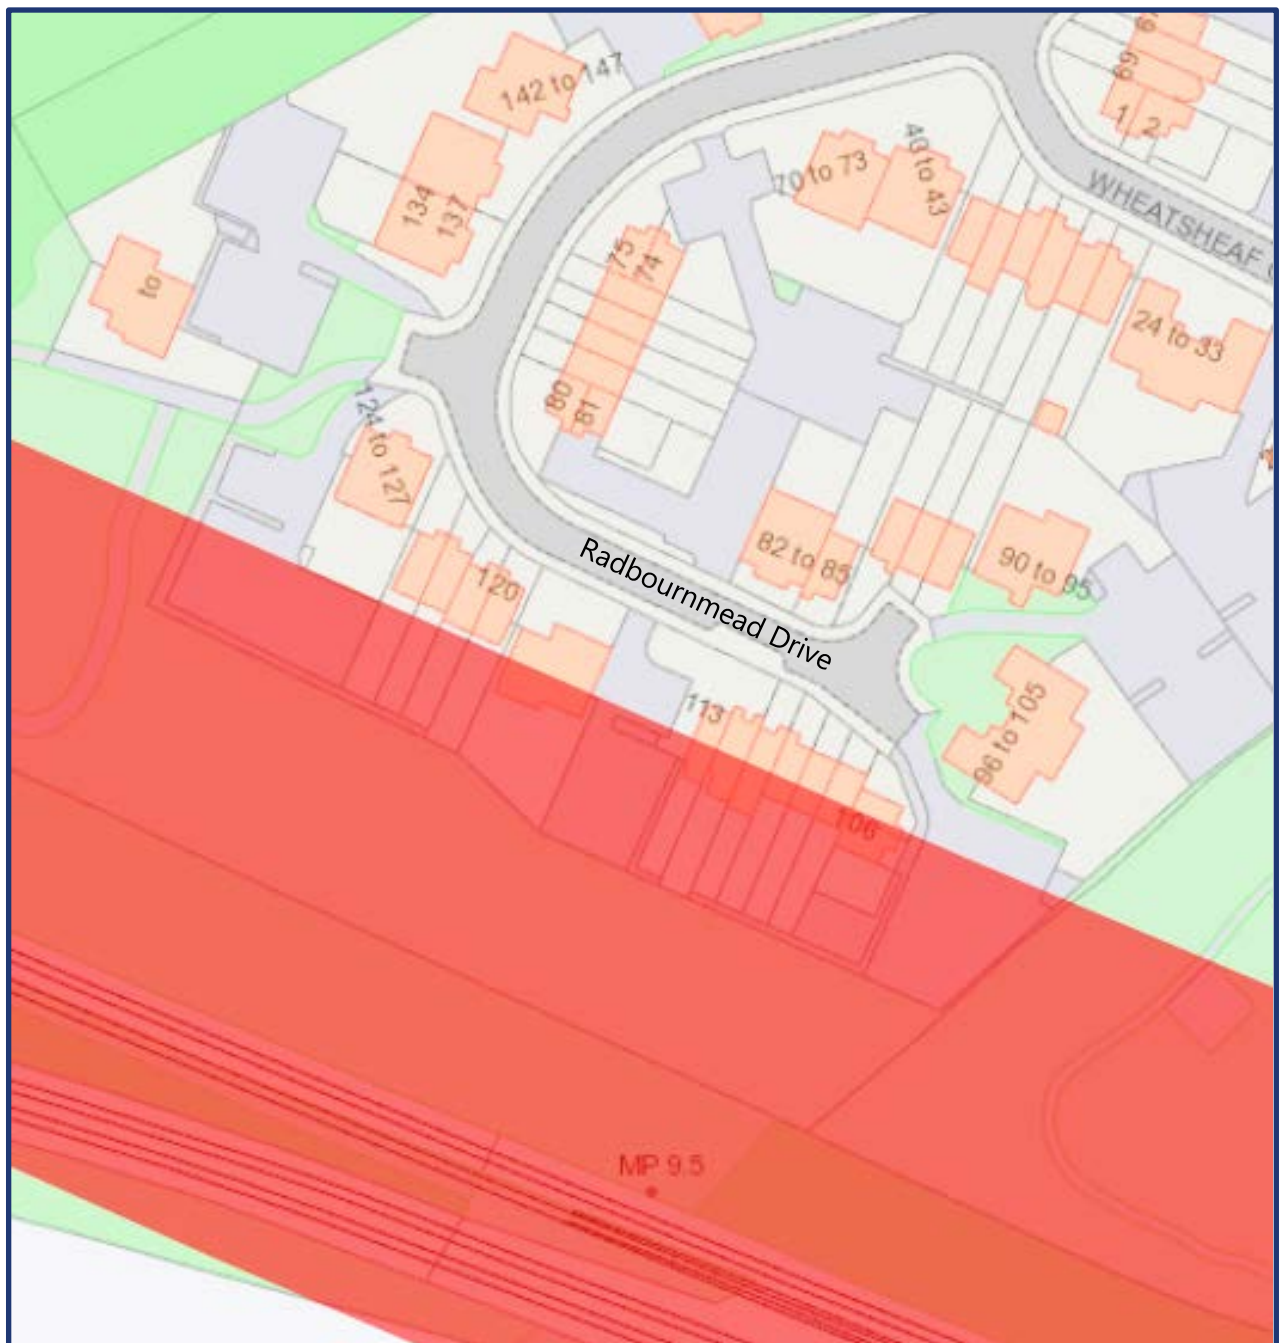 142 to 147
69
1
2
134
137
70 to 73
40 to 43
WHEATSHEAF
75
74
to
24 to 33
80
81
124 to 127
82 to 85
90 to 95
120
Radbournmead Drive
96 to 105
113
106
MP 9.5